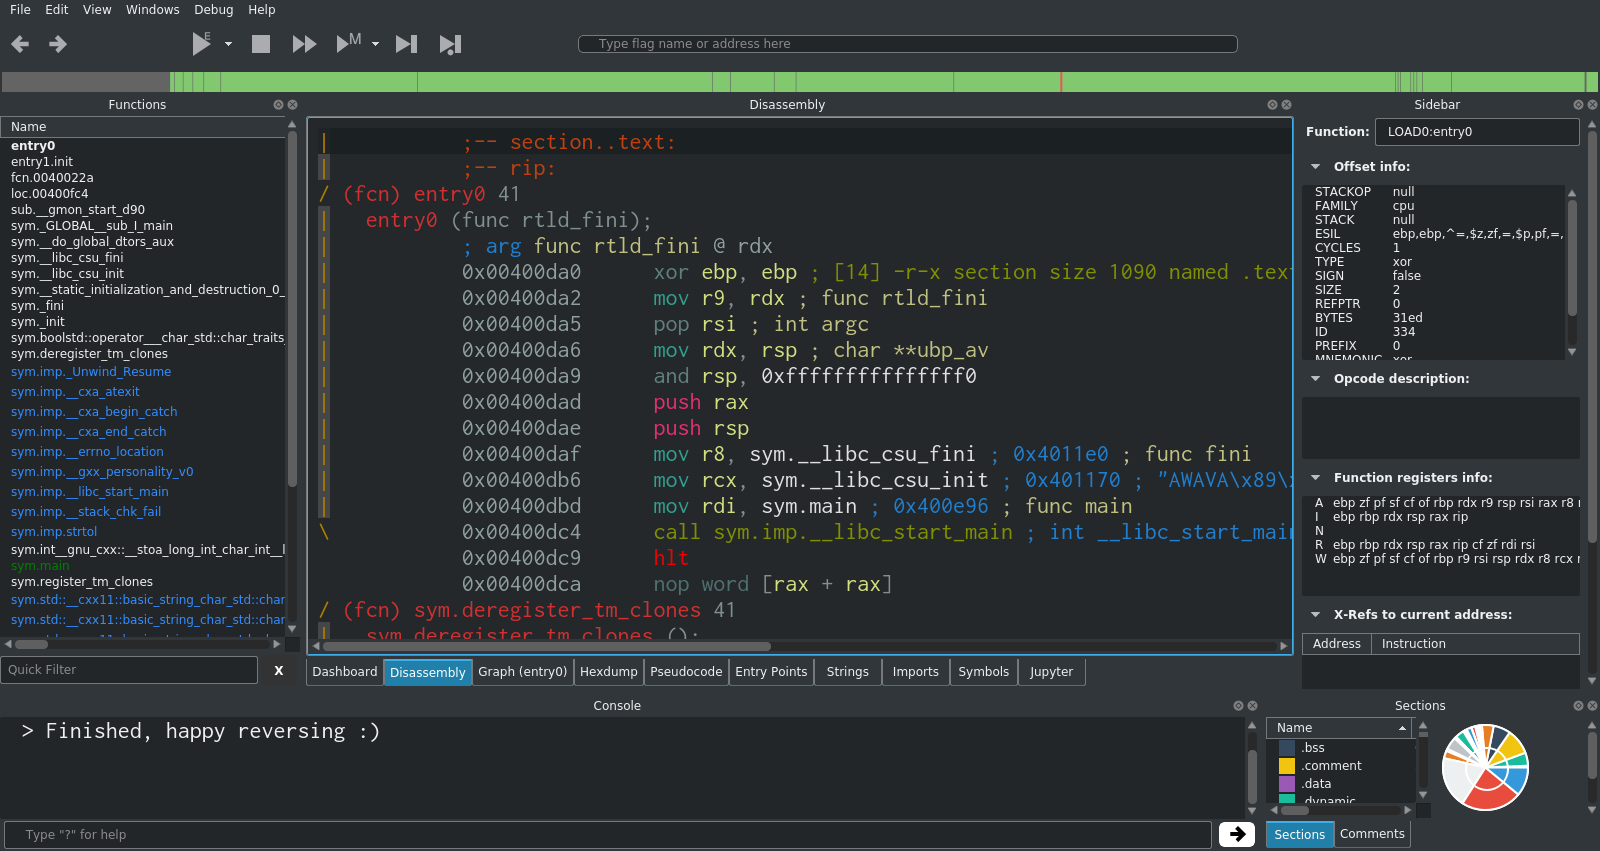 File Edit View Windows Debug Help
E M Type flag name or address here
Functions
Name
entry0
entry1.init
fcn.0040022a
loc.00400fc4
sub.__gmon_start_d90
sym._GLOBAL__sub_I_main
sym.__do_global_dtors_aux
sym.__libc_csu_fini
sym.__libc_csu_init
sym.__static_initialization_and_destruction_0_
sym._fini
sym._init
sym.boolstd::operator___char_std::char_traits_
sym.deregister_tm_clones
sym.imp._Unwind_Resume
sym.imp.__cxa_atexit
sym.imp.__cxa_begin_catch
sym.imp.__cxa_end_catch
sym.imp.__errno_location
sym.imp.__gxx_personality_v0
sym.imp.__libc_start_main
sym.imp.__stack_chk_fail
sym.imp.strtol
sym.int__gnu_cxx::__stoa_long_int_char_int__l
sym.main
sym.register_tm_clones
sym.std::__cxx11::basic_string_char_std::char
sym.std::__cxx11::basic_string_char_std::char
Quick Filter X
Disassembly
;-- section..text:
;-- rip:
/ (fcn) entry0 41
| entry0 (func rtld_fini);
| ; arg func rtld_fini @ rdx
| 0x00400da0 xor ebp, ebp ; [14] -r-x section size 1090 named .text
| 0x00400da2 mov r9, rdx ; func rtld_fini
| 0x00400da5 pop rsi ; int argc
| 0x00400da6 mov rdx, rsp ; char **ubp_av
| 0x00400da9 and rsp, 0xfffffffffffffff0
| 0x00400dad push rax
| 0x00400dae push rsp
| 0x00400daf mov r8, sym.__libc_csu_fini ; 0x4011e0 ; func fini
| 0x00400db6 mov rcx, sym.__libc_csu_init ; 0x401170 ; "AWAVA\x89\x
| 0x00400dbd mov rdi, sym.main ; 0x400e96 ; func main
\ 0x00400dc4 call sym.imp.__libc_start_main ; int __libc_start_main
0x00400dc9 hlt
0x00400dca nop word [rax + rax]
/ (fcn) sym.deregister_tm_clones 41
| sym.deregister_tm_clones ();
Dashboard Disassembly Graph (entry0) Hexdump Pseudocode Entry Points Strings Imports Symbols Jupyter
Sidebar
Function: LOAD0:entry0
Offset info:
STACKOP null
FAMILY cpu
STACK null
ESIL ebp,ebp,^=,$z,zf,=,$p,pf,=,
CYCLES 1
TYPE xor
SIGN false
SIZE 2
REFPTR 0
BYTES 31ed
ID 334
PREFIX 0
MNEMONIC xor
Opcode description:
Function registers info:
A ebp zf pf sf cf of rbp rdx r9 rsp rsi rax r8 r
I ebp rbp rdx rsp rax rip
N
R ebp rbp rdx rsp rax rip cf zf rdi rsi
W ebp zf pf sf cf of rbp r9 rsi rsp rdx r8 rcx r
X-Refs to current address:
Address Instruction
Console
> Finished, happy reversing :)
Type "?" for help
Sections
Name
.bss
.comment
.data
.dynamic
Sections Comments